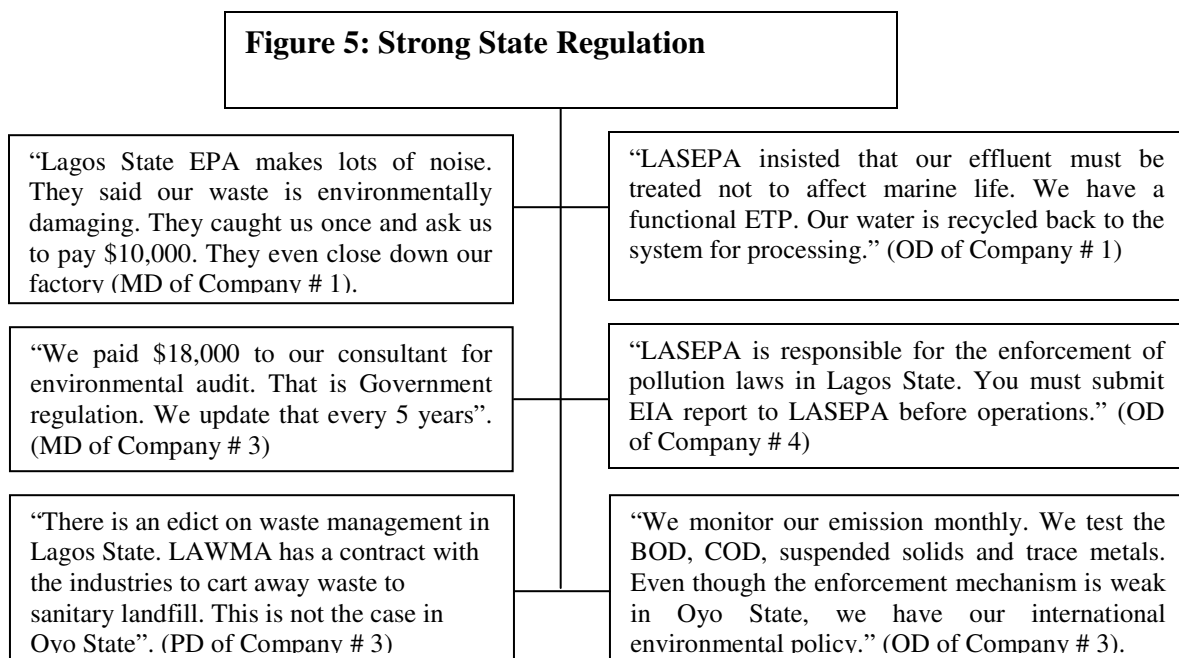 Figure 5: Strong State Regulation
“Lagos State EPA makes lots of noise.
They said our waste is environmentally
damaging. They caught us once and ask us
to pay $10,000. They even close down our
factory (MD of Company # 1).
“LASEPA insisted that our effluent must be
treated not to affect marine life. We have a
functional ETP. Our water is recycled back to the
system for processing.” (OD of Company # 1)
“We paid $18,000 to our consultant for
environmental audit. That is Government
regulation. We update that every 5 years”.
(MD of Company # 3)
“LASEPA is responsible for the enforcement of
pollution laws in Lagos State. You must submit
EIA report to LASEPA before operations.” (OD
of Company # 4)
“There is an edict on waste management in
Lagos State. LAWMA has a contract with
the industries to cart away waste to
sanitary landfill. This is not the case in
Oyo State”. (PD of Company # 3)
“We monitor our emission monthly. We test the
BOD, COD, suspended solids and trace metals.
Even though the enforcement mechanism is weak
in Oyo State, we have our international
environmental policy.” (OD of Company # 3).